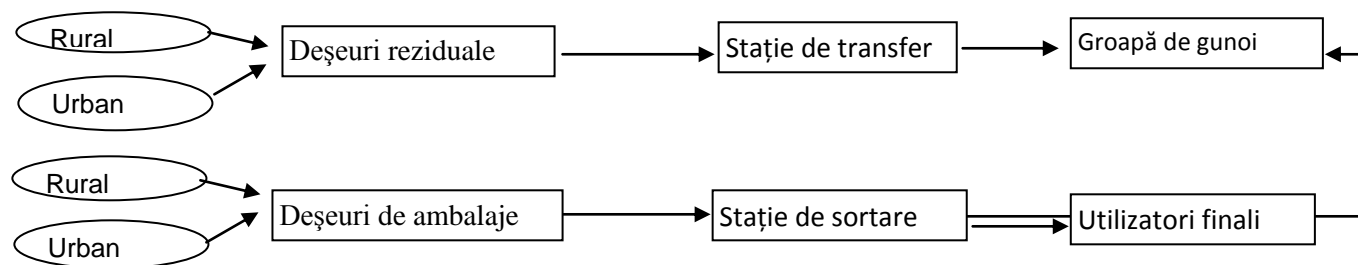 Rural
Deşeuri reziduale
Stație de transfer
Groapă de gunoi
Urban
Rural
Deşeuri de ambalaje
Stație de sortare
Utilizatori finali
Urban